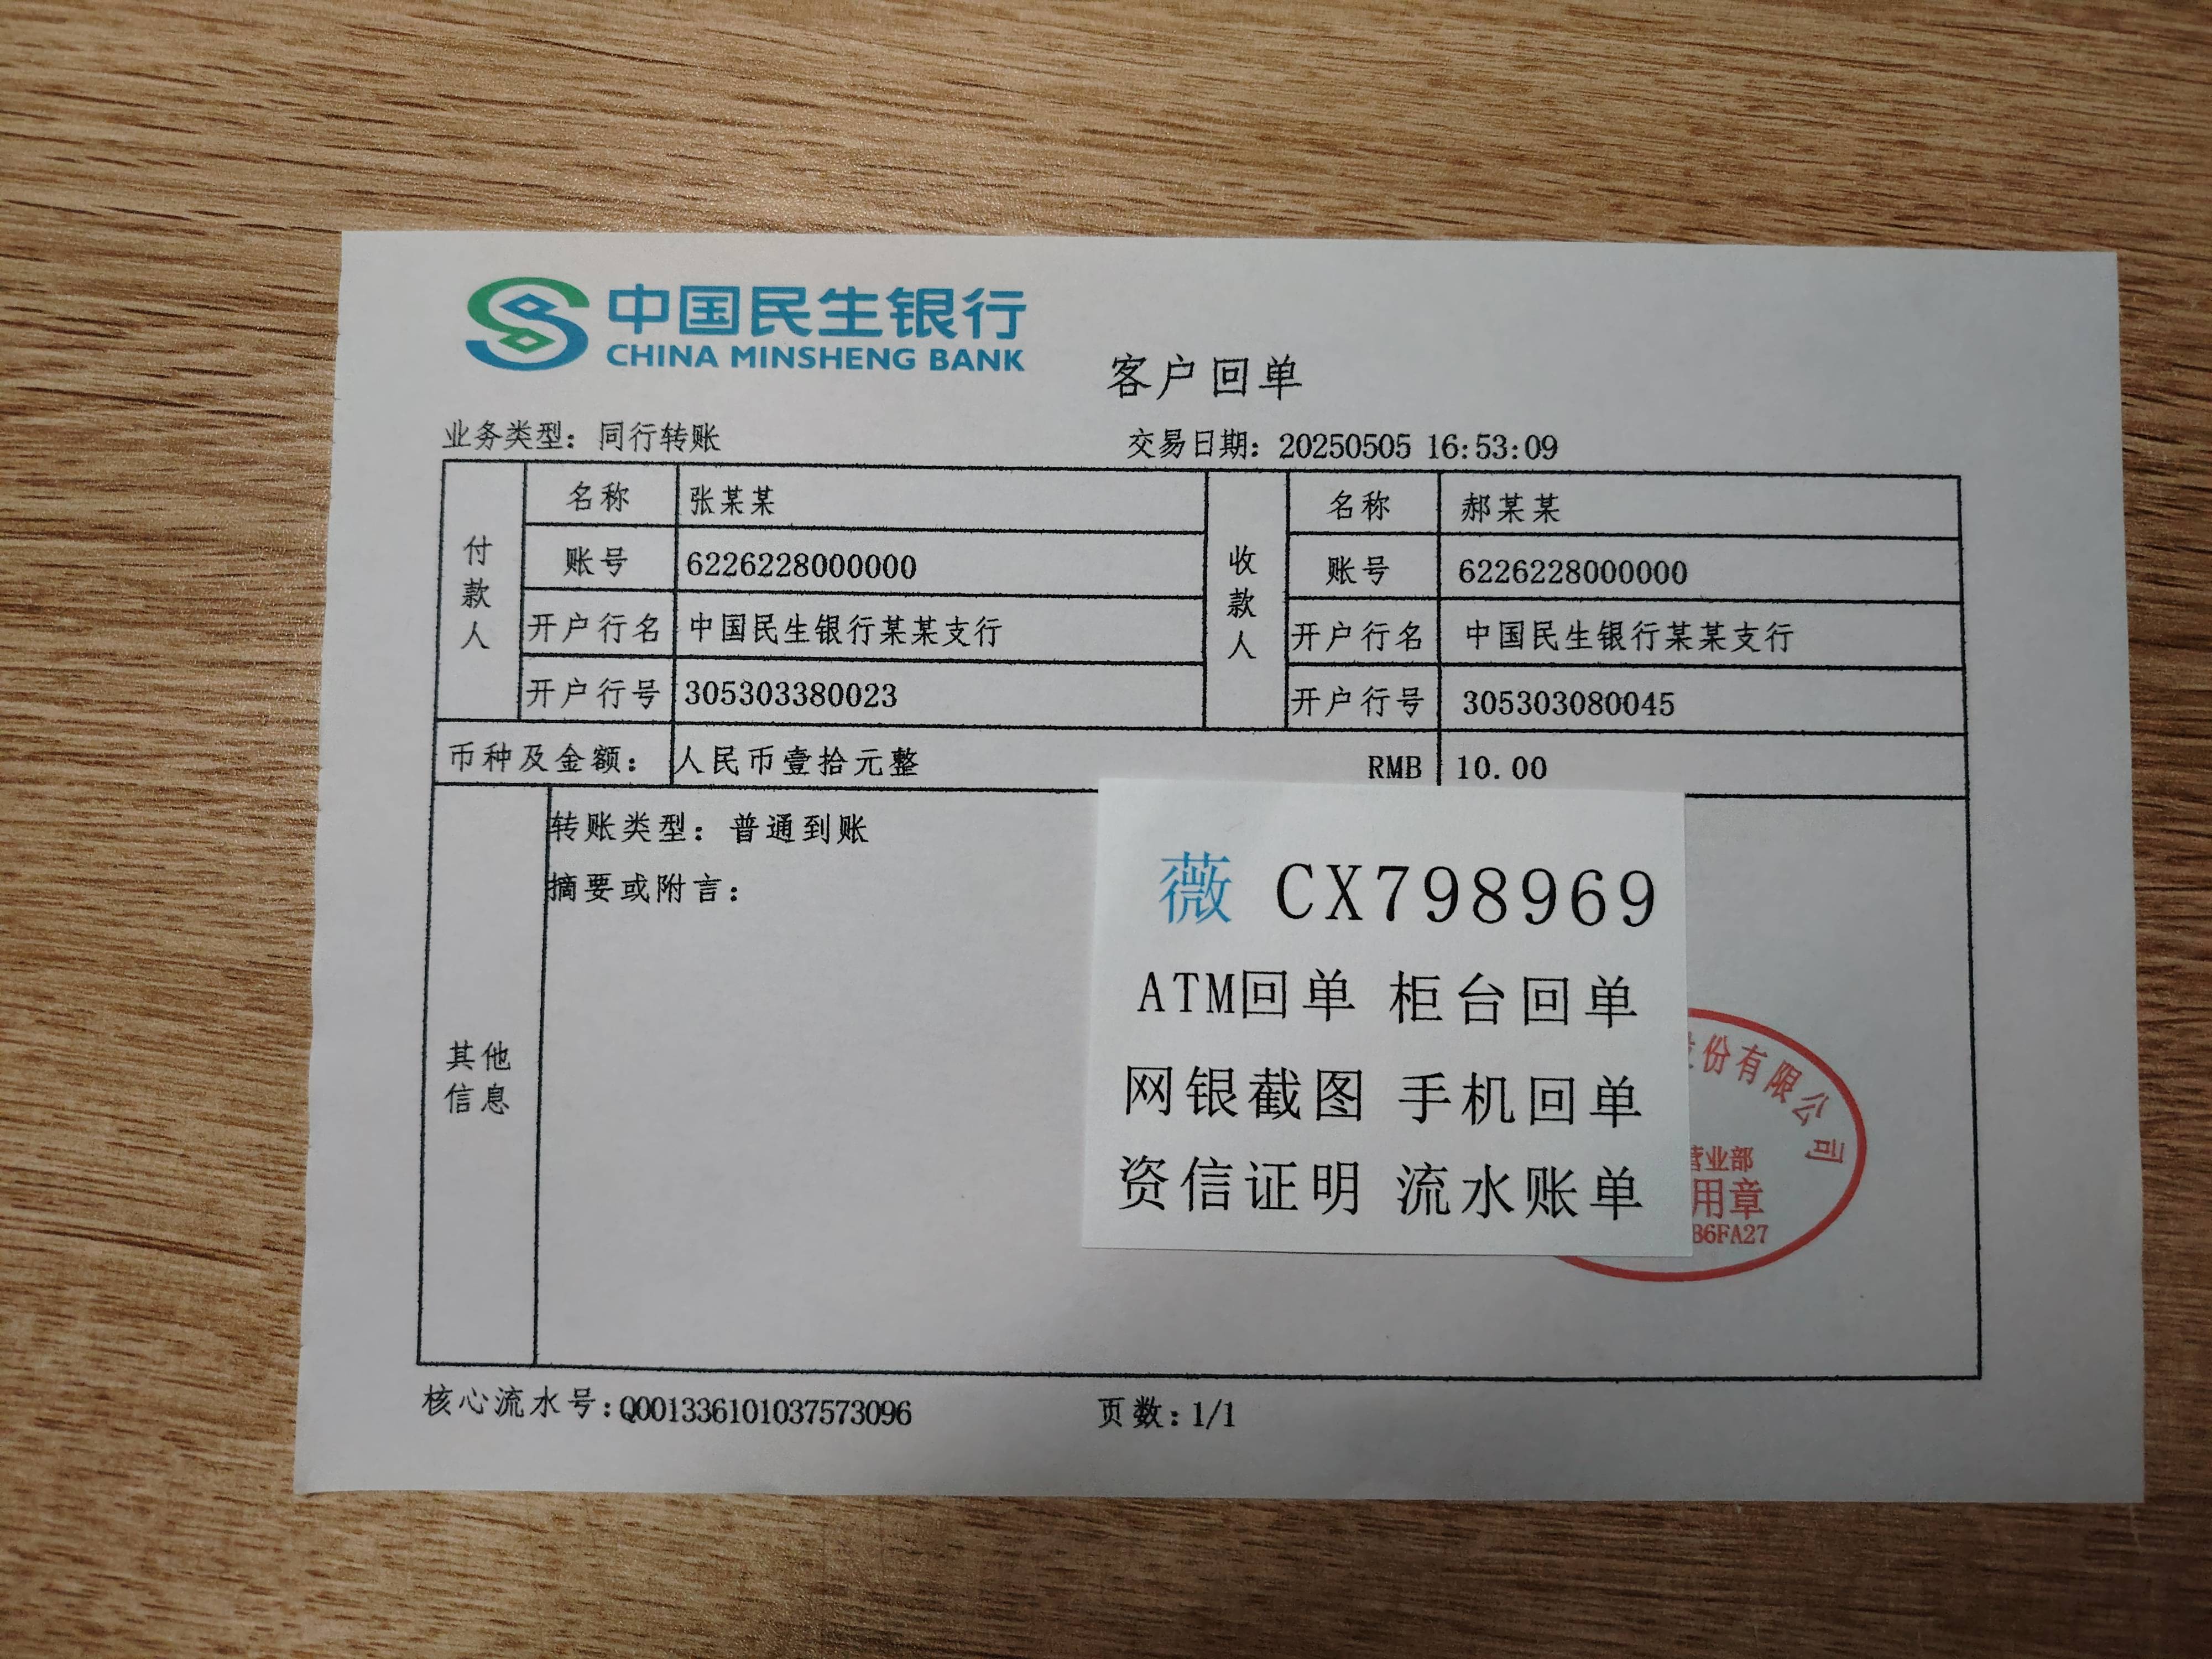 中国民生银行
CHINA MINSHENG BANK
客户回单
业务类型：同行转账 交易日期：20250505 16:53:09
付款人 名称 张某某 收款人 名称 郝某某
账号 6226228000000 账号 6226228000000
开户行名 中国民生银行某某支行 开户行名 中国民生银行某某支行
开户行号 305303380023 开户行号 305303080045
币种及金额： 人民币壹拾元整 RMB 10.00
其他信息
转账类型：普通到账
摘要或附言：
薇 CX798969
ATM回单 柜台回单
网银截图 手机回单
资信证明 流水账单
份有限公司
营业部
用章
B6FA27
核心流水号:Q001336101037573096 页数:1/1